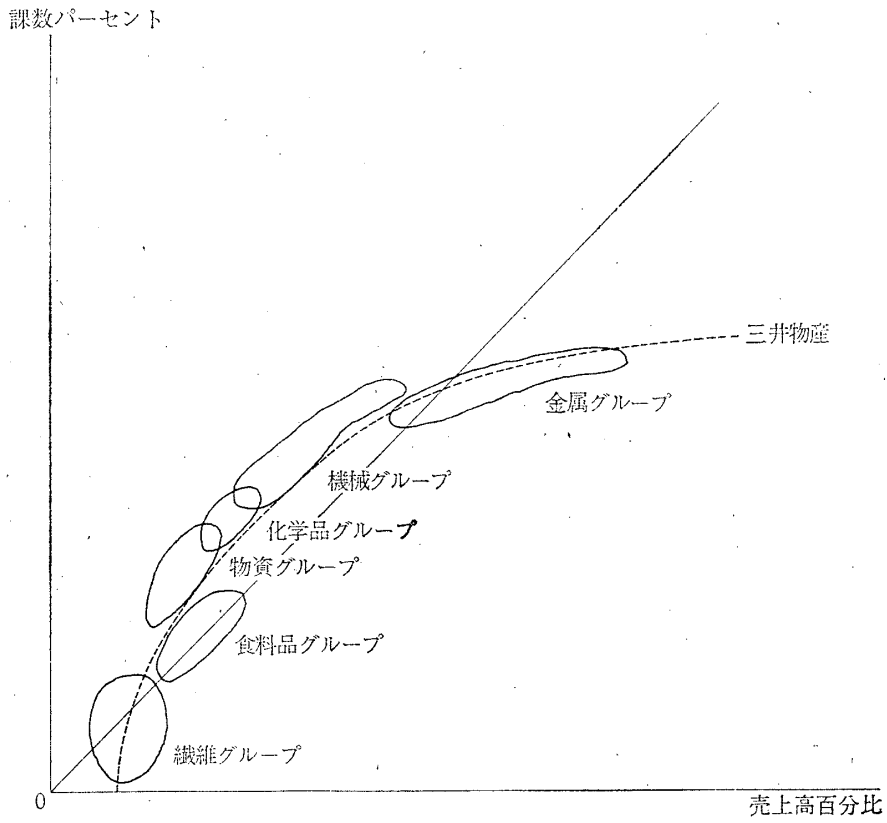 課数パーセント
三井物産
金属グループ
機械グループ
化学品グループ
物資グループ
食料品グループ
繊維グループ
0
売上高百分比